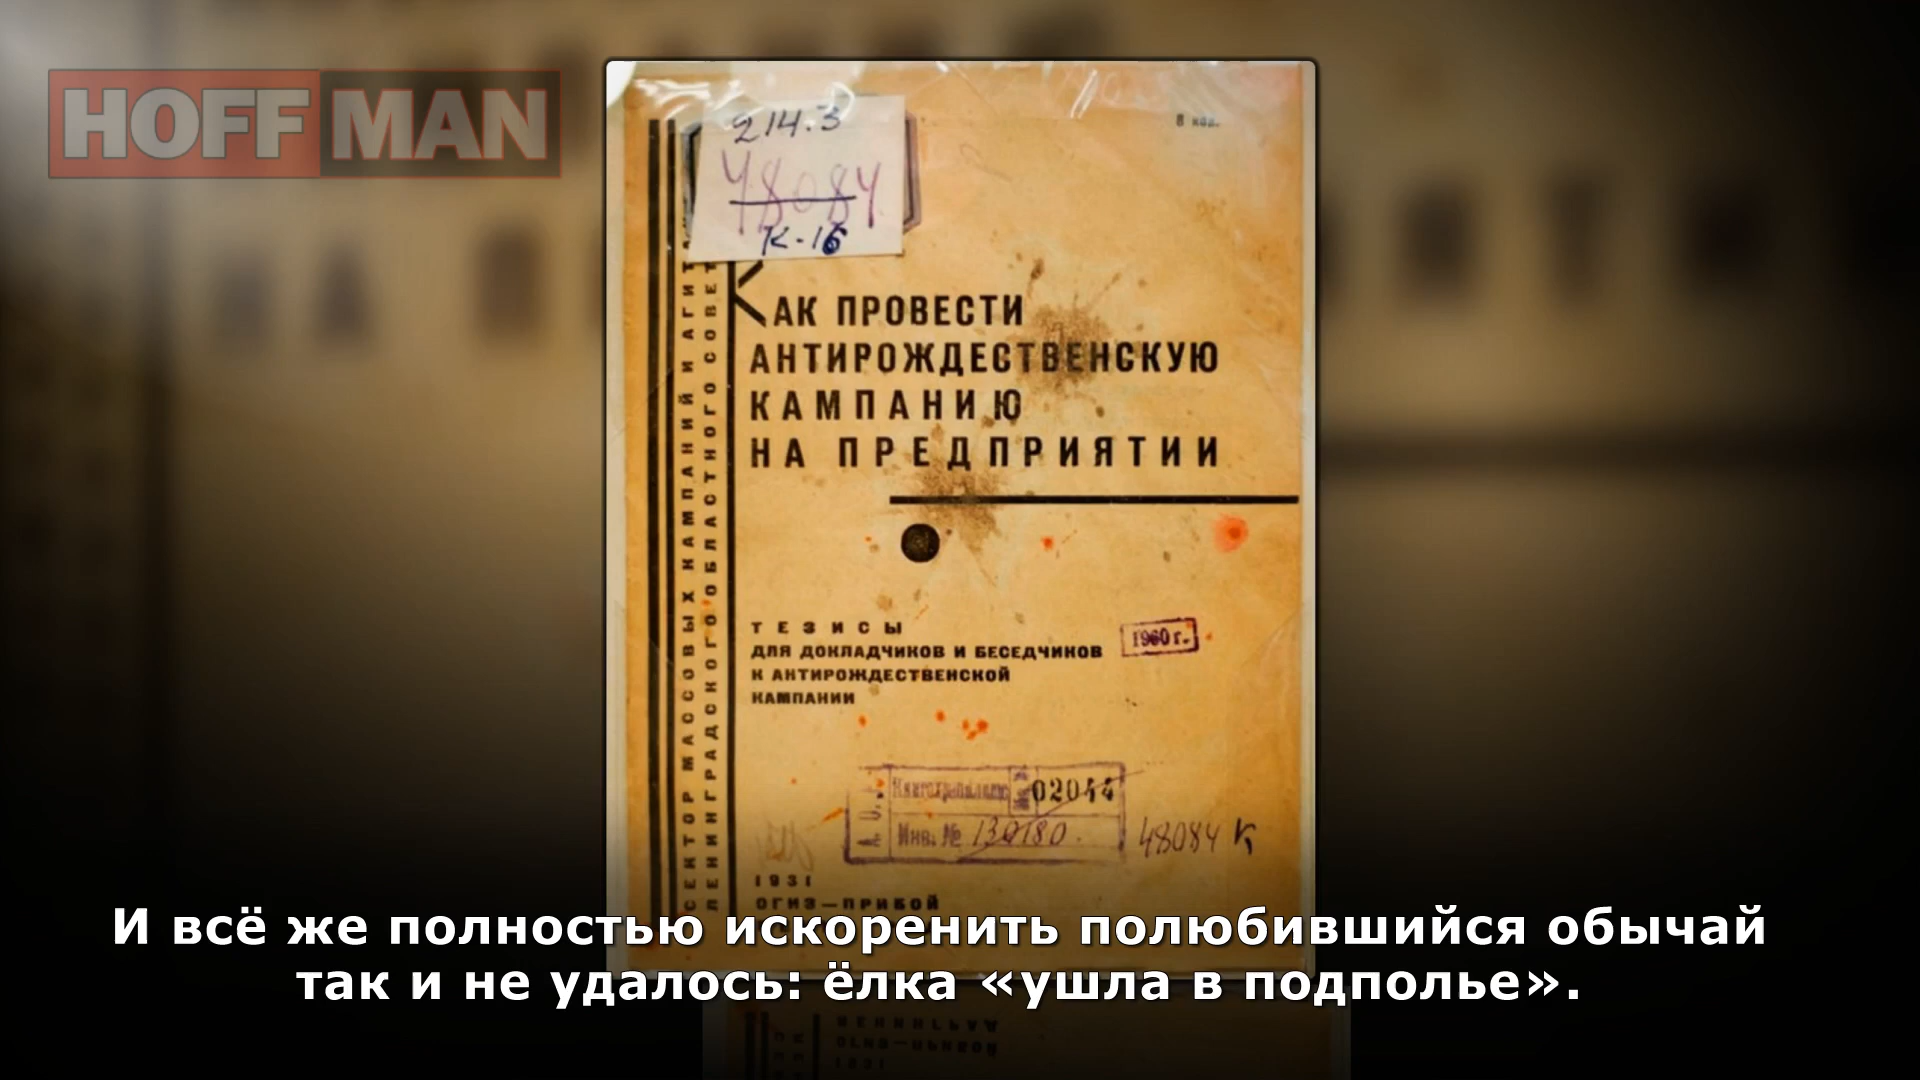 HOFFMAN
214.3
48084
К-16
8 коп.
КАК ПРОВЕСТИ
АНТИРОЖДЕСТВЕНСКУЮ
КАМПАНИЮ
НА ПРЕДПРИЯТИИ
СЕКТОР МАССОВЫХ КАМПАНИЙ И АГИТ
ЛЕНИНГРАДСКОГО ОБЛАСТНОГО СОВЕТ
ТЕЗИСЫ
ДЛЯ ДОКЛАДЧИКОВ И БЕСЕДЧИКОВ
К АНТИРОЖДЕСТВЕНСКОЙ
КАМПАНИИ
1960 г.
02044
Инв. № 130180.
48084 К
1931
ОГИЗ—ПРИБОЙ
И всё же полностью искоренить полюбившийся обычай
так и не удалось: ёлка «ушла в подполье».